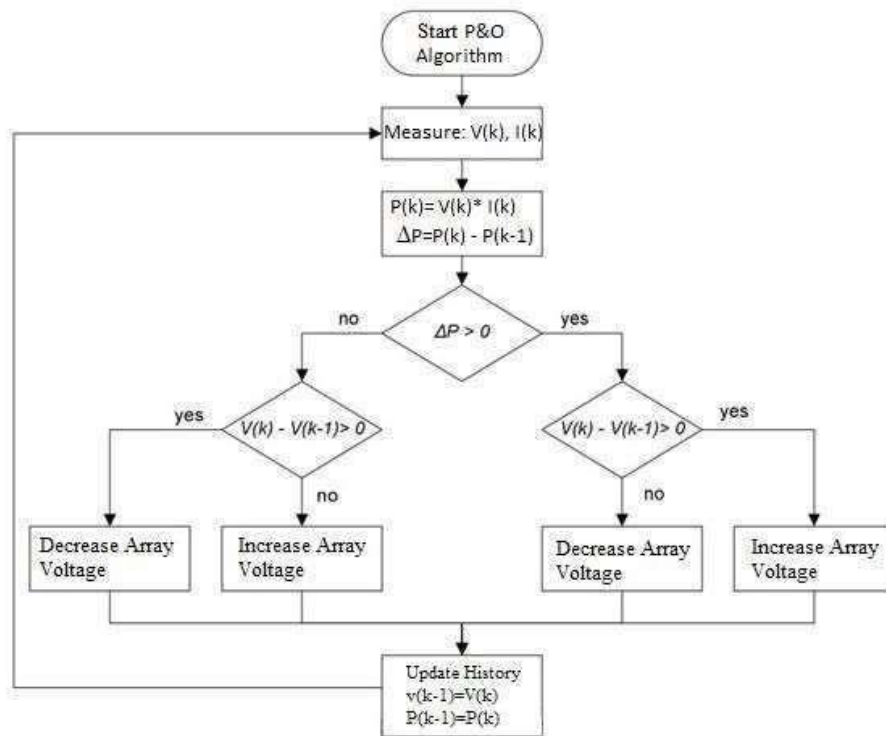 Start P&O
Algorithm
Measure: V(k), I(k)
P(k)= V(k)* I(k)
ΔP=P(k) - P(k-1)
no
ΔP > 0
yes
yes
V(k) - V(k-1)> 0
V(k) - V(k-1)> 0
yes
no
no
Decrease Array
Voltage
Increase Array
Voltage
Decrease Array
Voltage
Increase Array
Voltage
Update History
v(k-1)=V(k)
P(k-1)=P(k)